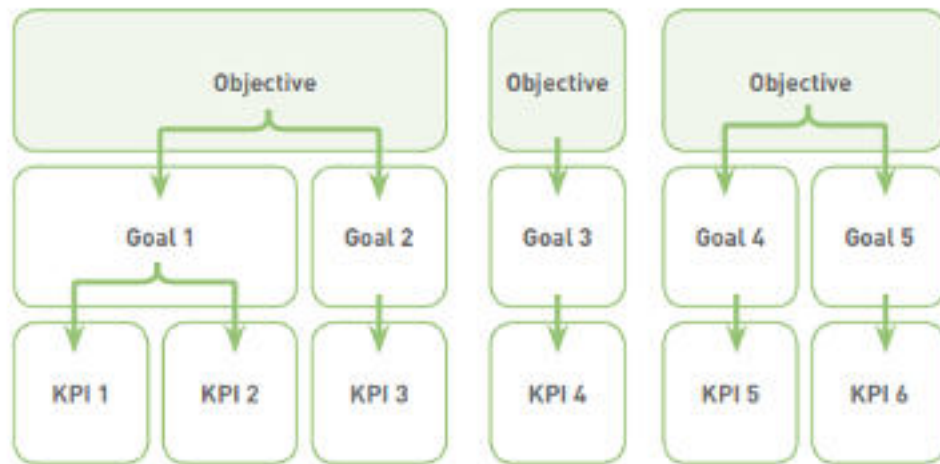 Objective
Objective
Objective
Goal 1
Goal 2
Goal 3
Goal 4
Goal 5
KPI 1
KPI 2
KPI 3
KPI 4
KPI 5
KPI 6